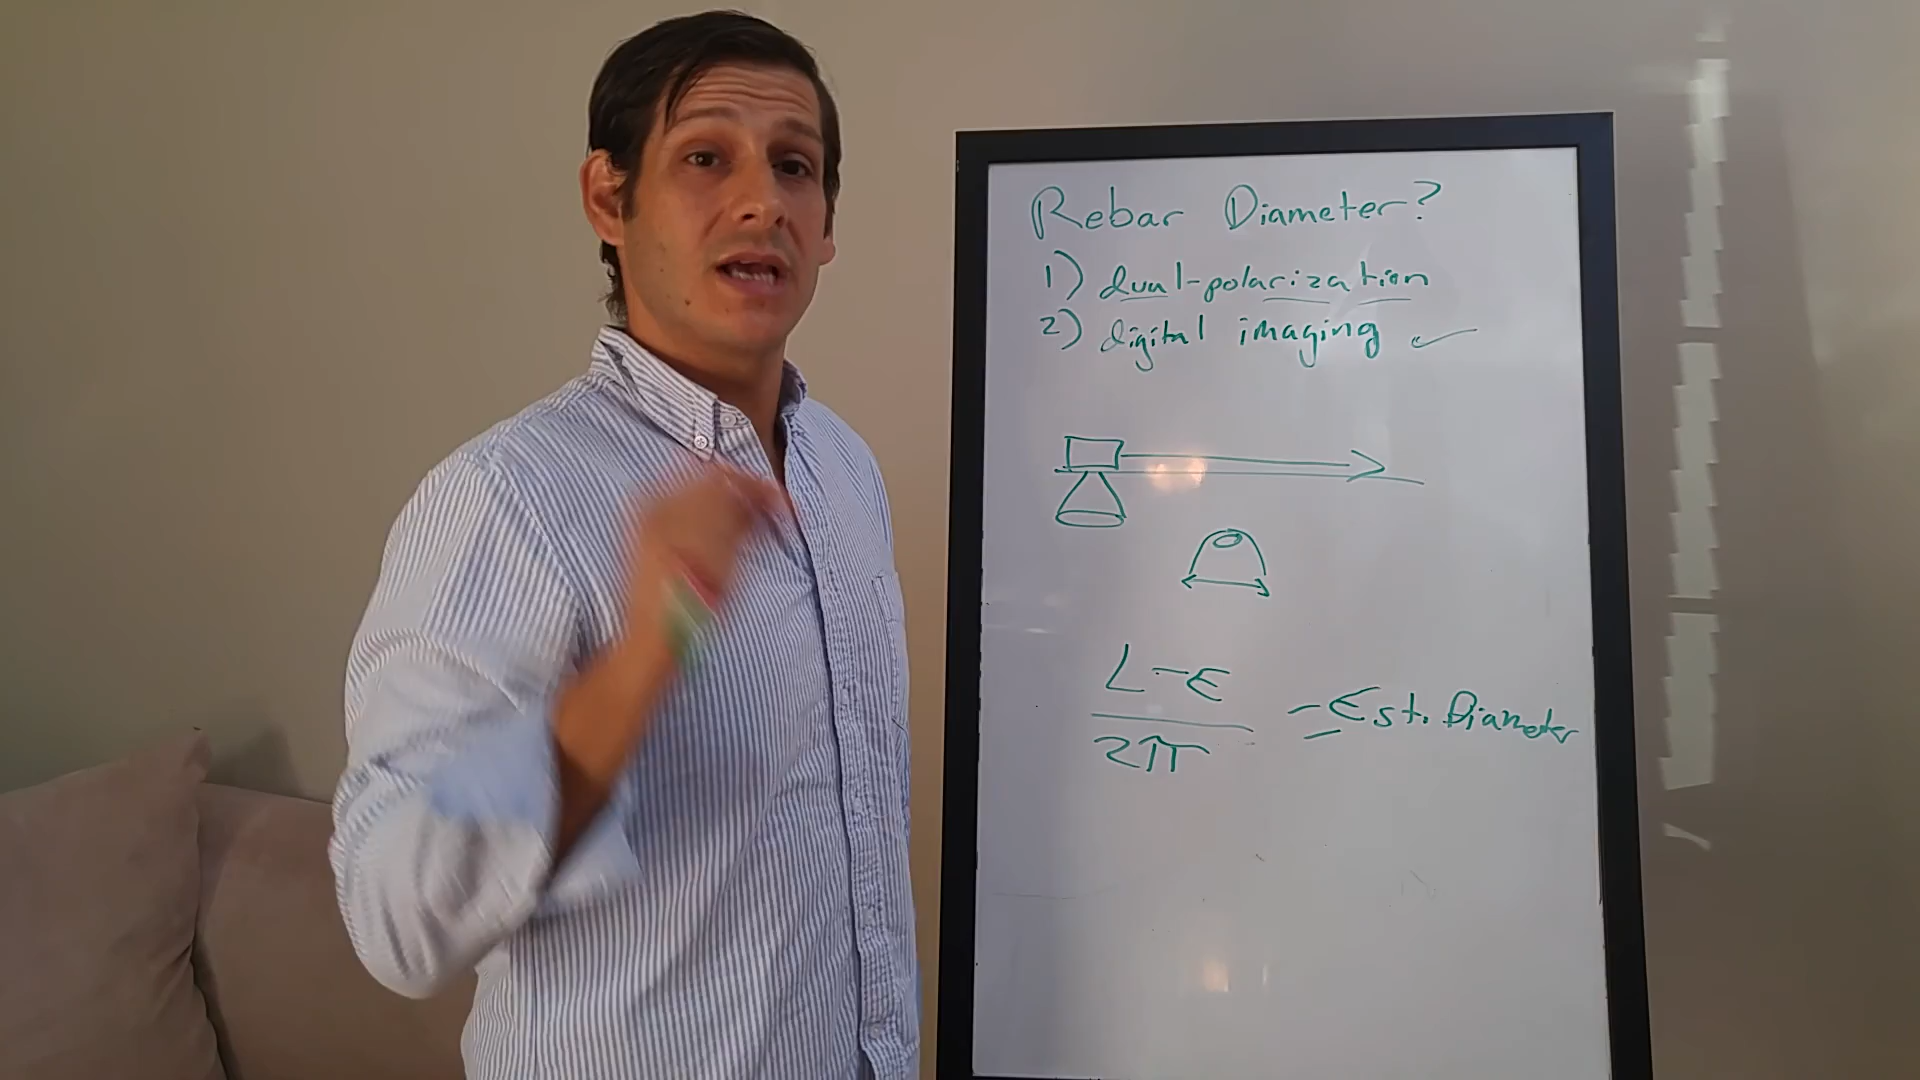 Rebar Diameter?
1) dual-polarization
2) digital imaging ✓
L-ε
2π
= Est. Diameter